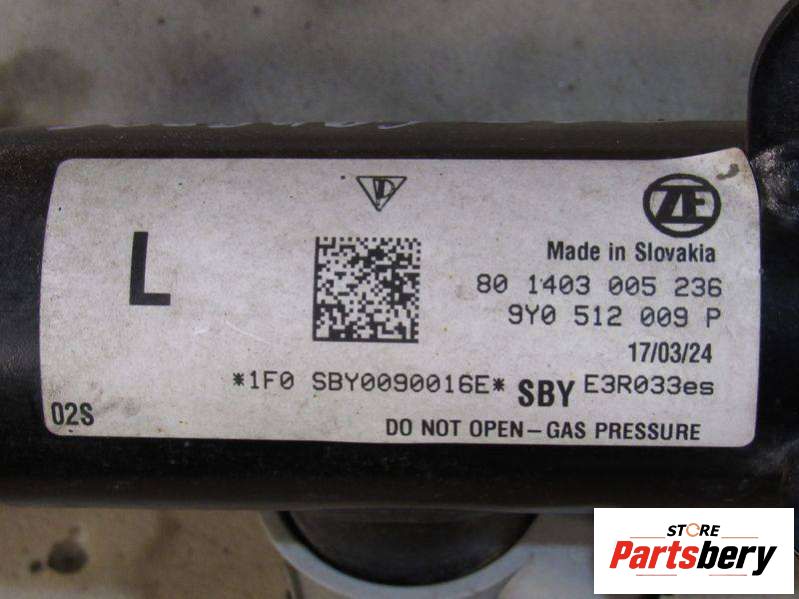 L
ZF
Made in Slovakia
80 1403 005 236
9Y0 512 009 P
17/03/24
*1F0 SBY0090016E* SBY E3R033es
02S
DO NOT OPEN – GAS PRESSURE
STORE
Partsbery